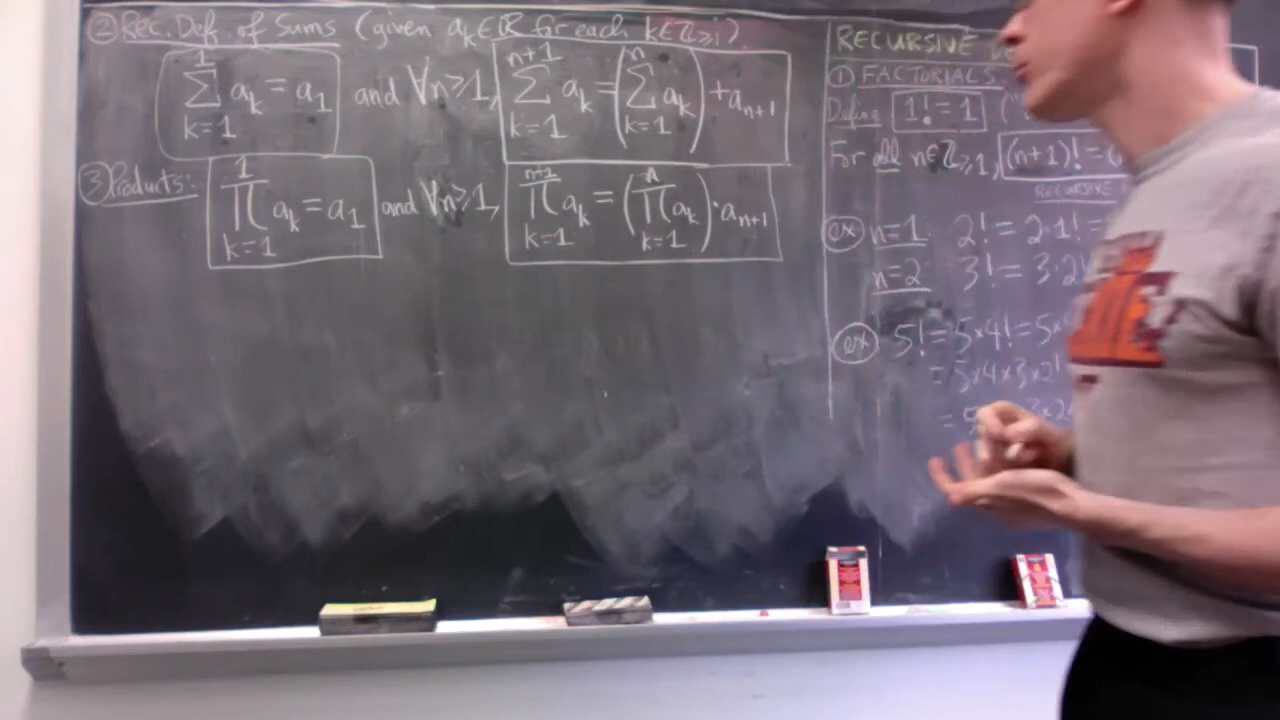 ② Rec. Def. of Sums (given aₖ∈ℝ for each k∈ℤ≥1).
∑_{k=1}^{1} aₖ = a₁ and ∀n≥1, ∑_{k=1}^{n+1} aₖ = (∑_{k=1}^{n} aₖ) + aₙ₊₁
③ Products: ∏_{k=1}^{1} aₖ = a₁ and ∀n≥1, ∏_{k=1}^{n+1} aₖ = (∏_{k=1}^{n} aₖ) · aₙ₊₁
RECURSIVE
① FACTORIALS
Define 1! = 1 ("
For all n∈ℤ≥1, (n+1)! = (
RECURSIVE
ex n=1 2! = 2·1! =
n=2 3! = 3·2!
ex 5! = 5×4! = 5×
= 5×4×3×2!
= 5